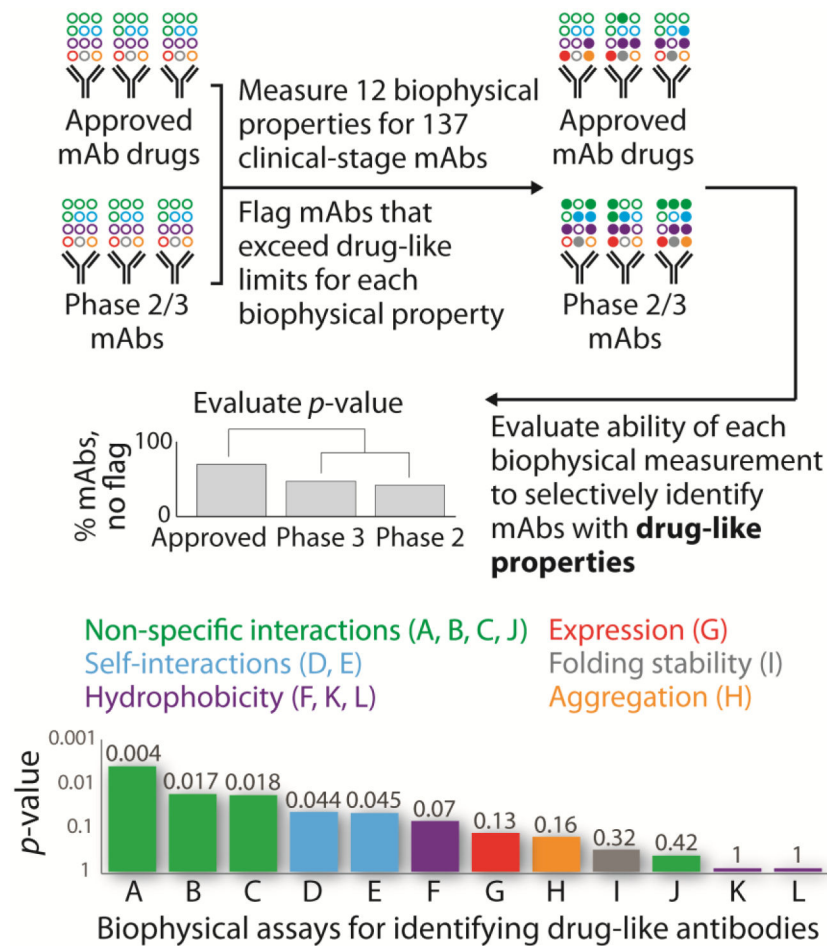 Approved
mAb drugs
Measure 12 biophysical
properties for 137
clinical-stage mAbs
Approved
mAb drugs
Flag mAbs that
exceed drug-like
limits for each
biophysical property
Phase 2/3
mAbs
Phase 2/3
mAbs
Evaluate p-value
% mAbs,
no flag
100
0
Approved Phase 3 Phase 2
Evaluate ability of each
biophysical measurement
to selectively identify
mAbs with drug-like
properties
Non-specific interactions (A, B, C, J)
Self-interactions (D, E)
Hydrophobicity (F, K, L)
Expression (G)
Folding stability (I)
Aggregation (H)
p-value
0.001
0.01
0.1
1
0.004 0.017 0.018 0.044 0.045 0.07 0.13 0.16 0.32 0.42 1 1
A B C D E F G H I J K L
Biophysical assays for identifying drug-like antibodies